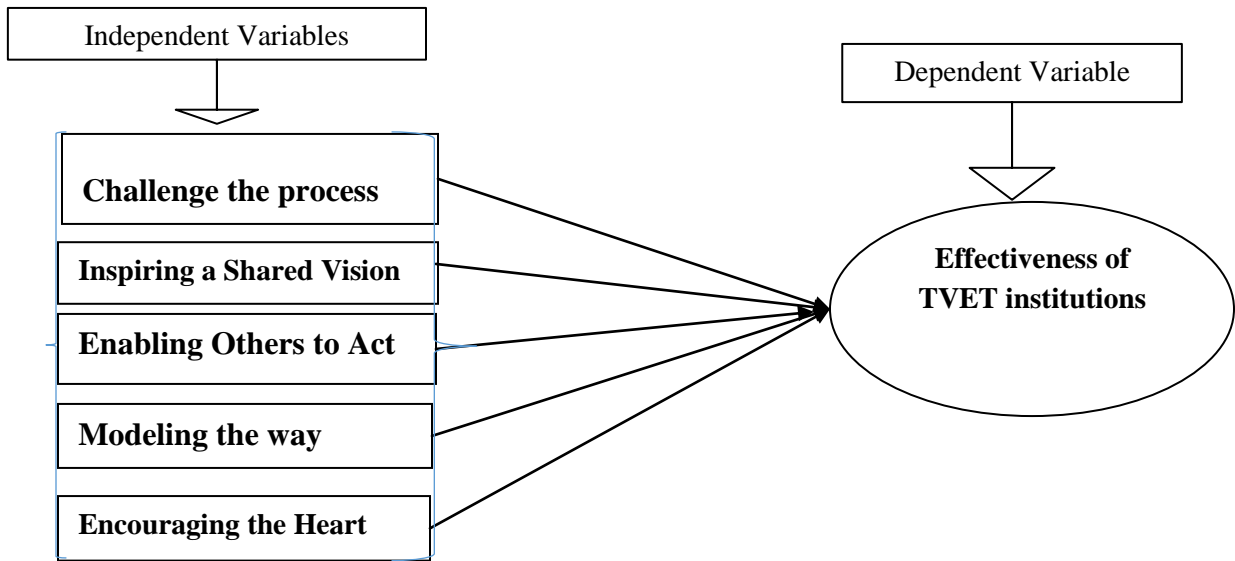 Independent Variables
Dependent Variable
Challenge the process
Inspiring a Shared Vision
Enabling Others to Act
Modeling the way
Encouraging the Heart
Effectiveness of
TVET institutions